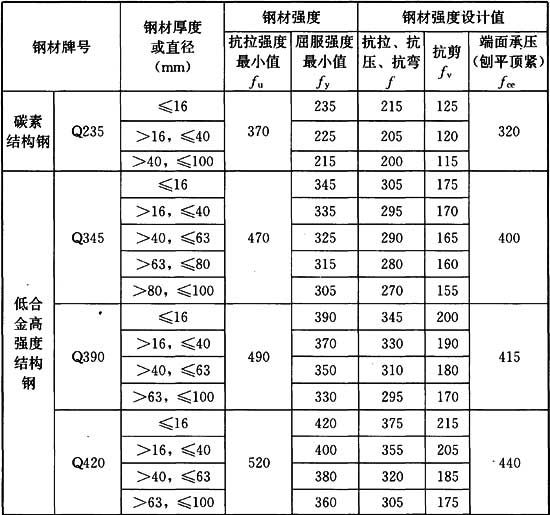 钢材牌号 钢材厚度或直径(mm) 钢材强度 钢材强度设计值
抗拉强度最小值 fu 屈服强度最小值 fy 抗拉、抗压、抗弯 f 抗剪 fv 端面承压(刨平顶紧) fce
碳素结构钢 Q235 ≤16 370 235 215 125 320
>16，≤40 225 205 120
>40，≤100 215 200 115
低合金高强度结构钢 Q345 ≤16 470 345 305 175 400
>16，≤40 335 295 170
>40，≤63 325 290 165
>63，≤80 315 280 160
>80，≤100 305 270 155
Q390 ≤16 490 390 345 200 415
>16，≤40 370 330 190
>40，≤63 350 310 180
>63，≤100 330 295 170
Q420 ≤16 520 420 375 215 440
>16，≤40 400 355 205
>40，≤63 380 320 185
>63，≤100 360 305 175